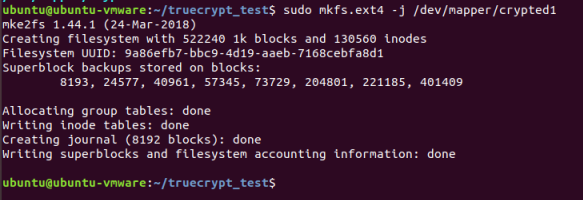 ubuntu@ubuntu-vmware:~/truecrypt_test$ sudo mkfs.ext4 -j /dev/mapper/crypted1
mke2fs 1.44.1 (24-Mar-2018)
Creating filesystem with 522240 1k blocks and 130560 inodes
Filesystem UUID: 9a86efb7-bbc9-4d19-aaeb-7168cebfa8d1
Superblock backups stored on blocks:
8193, 24577, 40961, 57345, 73729, 204801, 221185, 401409
Allocating group tables: done
Writing inode tables: done
Creating journal (8192 blocks): done
Writing superblocks and filesystem accounting information: done
ubuntu@ubuntu-vmware:~/truecrypt_test$